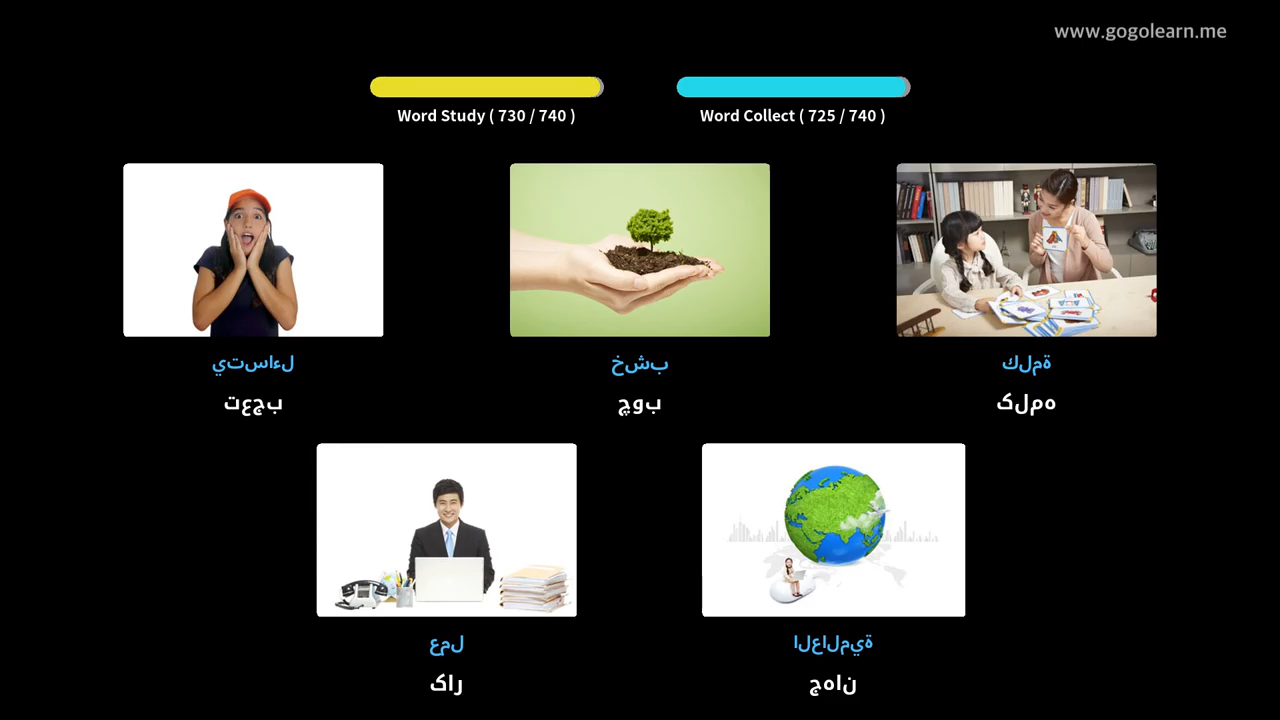 www.gogolearn.me
Word Study ( 730 / 740 )
Word Collect ( 725 / 740 )
يتساءل
تعجب
خشب
چوب
كلمة
کلمه
عمل
کار
العالمية
جهان